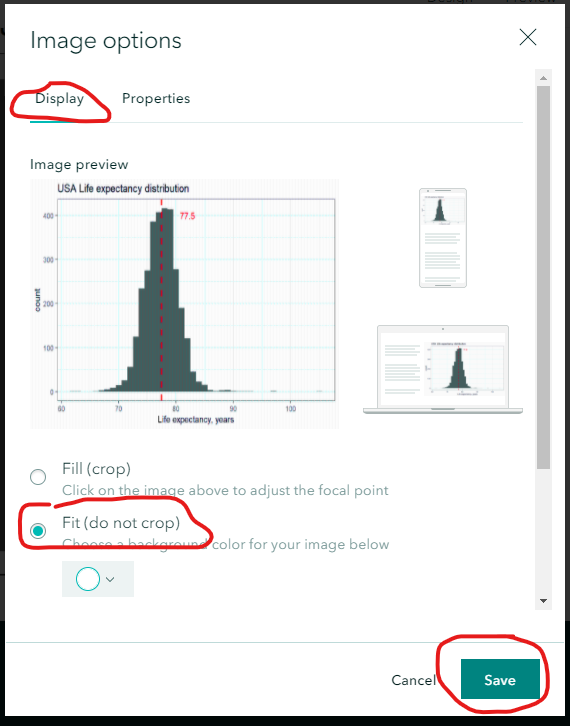 Image options
Display Properties
Image preview
USA Life expectancy distribution
400
77.5
300
count
200
100
0
60 70 80 90 100
Life expectancy, years
Fill (crop)
Click on the image above to adjust the focal point
Fit (do not crop)
Choose a background color for your image below
Cancel Save